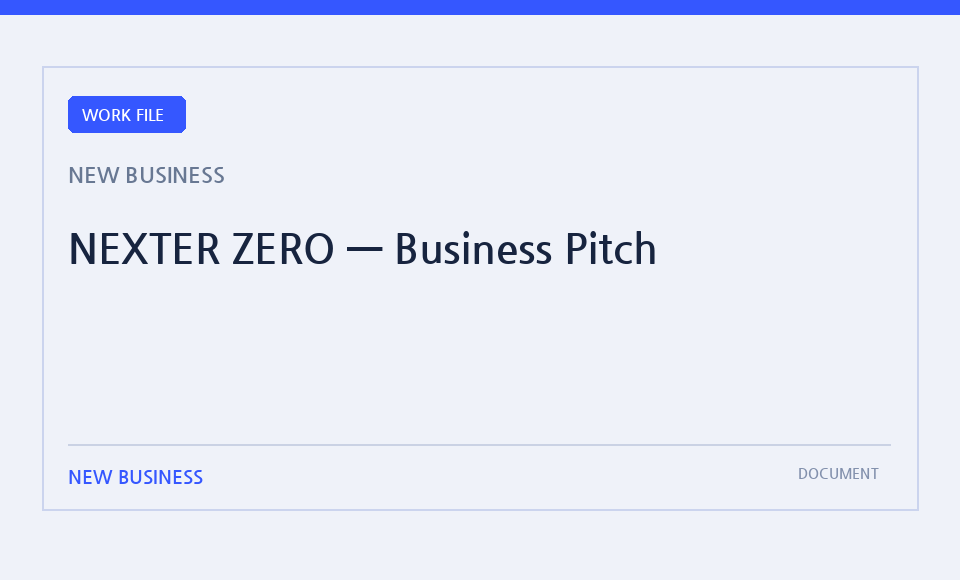 WORK FILE
NEW BUSINESS
NEXTER ZERO — Business Pitch
NEW BUSINESS
DOCUMENT